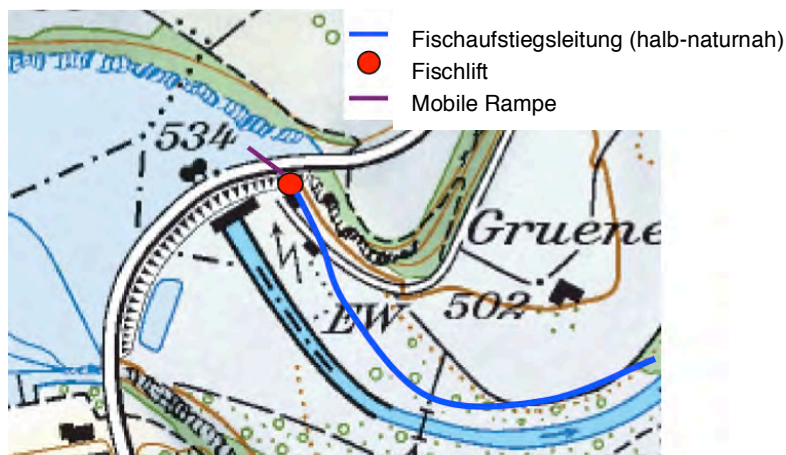 Fischaufstiegsleitung (halb-naturnah)
Fischlift
Mobile Rampe
534
Gruene
EW
502